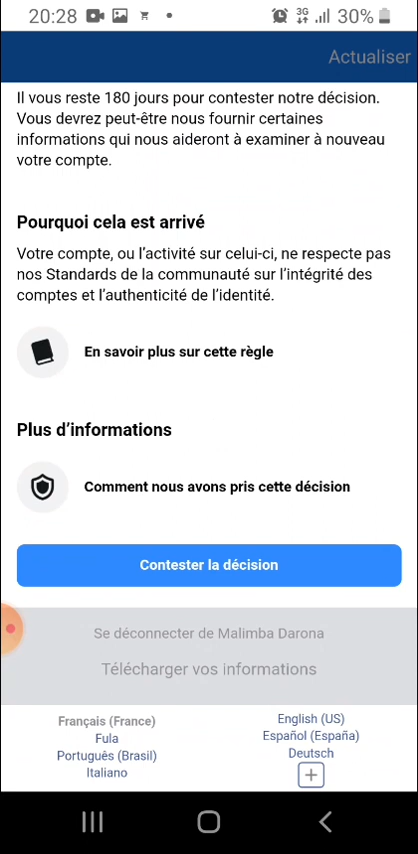 20:28
3G
30%
Actualiser
Il vous reste 180 jours pour contester notre décision.
Vous devrez peut-être nous fournir certaines
informations qui nous aideront à examiner à nouveau
votre compte.
Pourquoi cela est arrivé
Votre compte, ou l’activité sur celui-ci, ne respecte pas
nos Standards de la communauté sur l’intégrité des
comptes et l’authenticité de l’identité.
En savoir plus sur cette règle
Plus d’informations
Comment nous avons pris cette décision
Contester la décision
Se déconnecter de Malimba Darona
Télécharger vos informations
Français (France)
English (US)
Fula
Español (España)
Português (Brasil)
Deutsch
Italiano